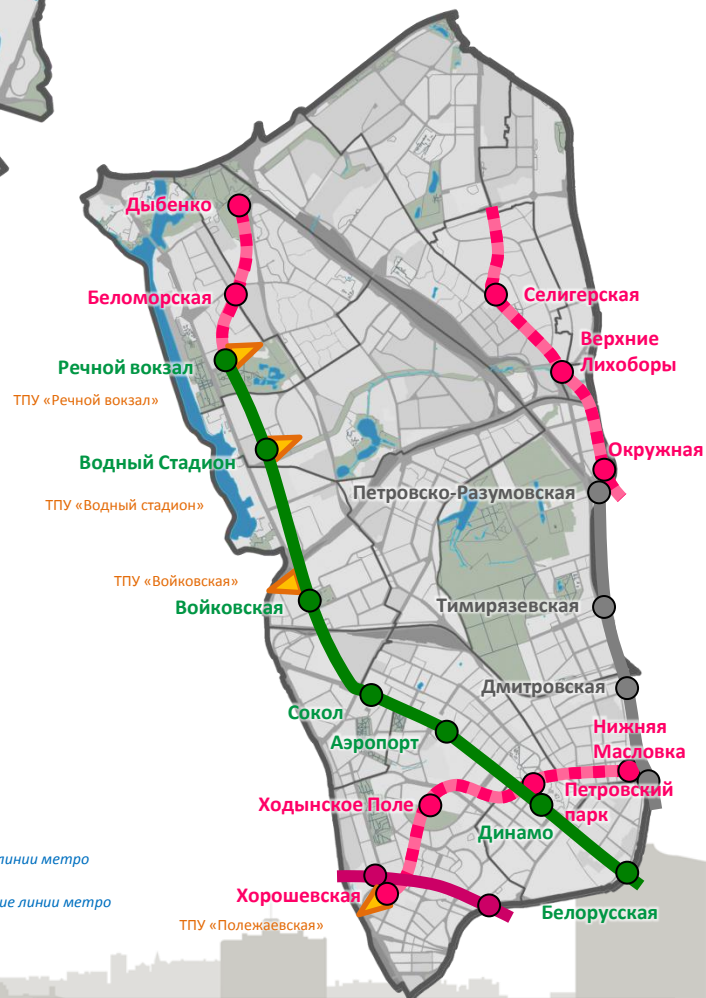 Дыбенко
Беломорская
Селигерская
Верхние
Лихоборы
Речной вокзал
ТПУ «Речной вокзал»
Окружная
Водный Стадион
Петровско-Разумовская
ТПУ «Водный стадион»
ТПУ «Войковская»
Войковская
Тимирязевская
Дмитровская
Сокол
Нижняя
Масловка
Аэропорт
Петровский
парк
Ходынское Поле
Динамо
линии метро
Хорошевская
ие линии метро
Белорусская
ТПУ «Полежаевская»